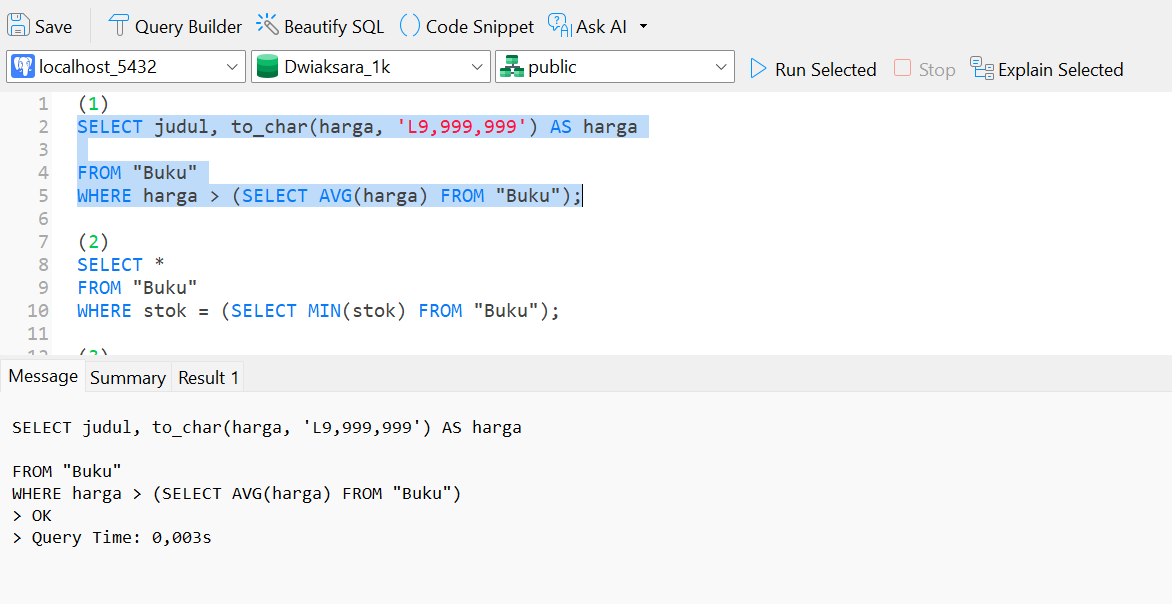 Save Query Builder Beautify SQL Code Snippet Ask AI
localhost_5432 Dwiaksara_1k public Run Selected Stop Explain Selected
1 (1)
2 SELECT judul, to_char(harga, 'L9,999,999') AS harga
3
4 FROM "Buku"
5 WHERE harga > (SELECT AVG(harga) FROM "Buku");
6
7 (2)
8 SELECT *
9 FROM "Buku"
10 WHERE stok = (SELECT MIN(stok) FROM "Buku");
11
12 (3)
Message Summary Result 1
SELECT judul, to_char(harga, 'L9,999,999') AS harga
FROM "Buku"
WHERE harga > (SELECT AVG(harga) FROM "Buku")
> OK
> Query Time: 0,003s